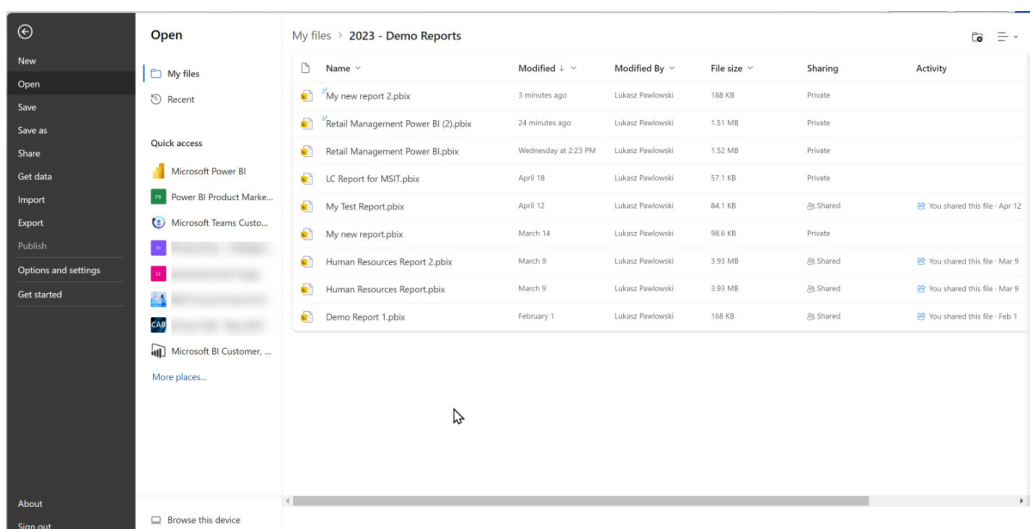 New
Open
Save
Save as
Share
Get data
Import
Export
Publish
Options and settings
Get started
About
Sign out
Open
My files
Recent
Quick access
Microsoft Power BI
Power BI Product Marke...
Microsoft Teams Custo...
CAB
Microsoft BI Customer, ...
More places...
Browse this device
My files > 2023 - Demo Reports
Name Modified ↓ Modified By File size Sharing Activity
My new report 2.pbix 3 minutes ago Lukasz Pawlowski 188 KB Private
Retail Management Power BI (2).pbix 24 minutes ago Lukasz Pawlowski 1.51 MB Private
Retail Management Power BI.pbix Wednesday at 2:23 PM Lukasz Pawlowski 1.52 MB Private
LC Report for MSIT.pbix April 18 Lukasz Pawlowski 57.1 KB Private
My Test Report.pbix April 12 Lukasz Pawlowski 84.1 KB Shared You shared this file · Apr 12
My new report.pbix March 14 Lukasz Pawlowski 98.6 KB Private
Human Resources Report 2.pbix March 9 Lukasz Pawlowski 3.93 MB Shared You shared this file · Mar 9
Human Resources Report.pbix March 9 Lukasz Pawlowski 3.93 MB Shared You shared this file · Mar 9
Demo Report 1.pbix February 1 Lukasz Pawlowski 168 KB Shared You shared this file · Feb 1